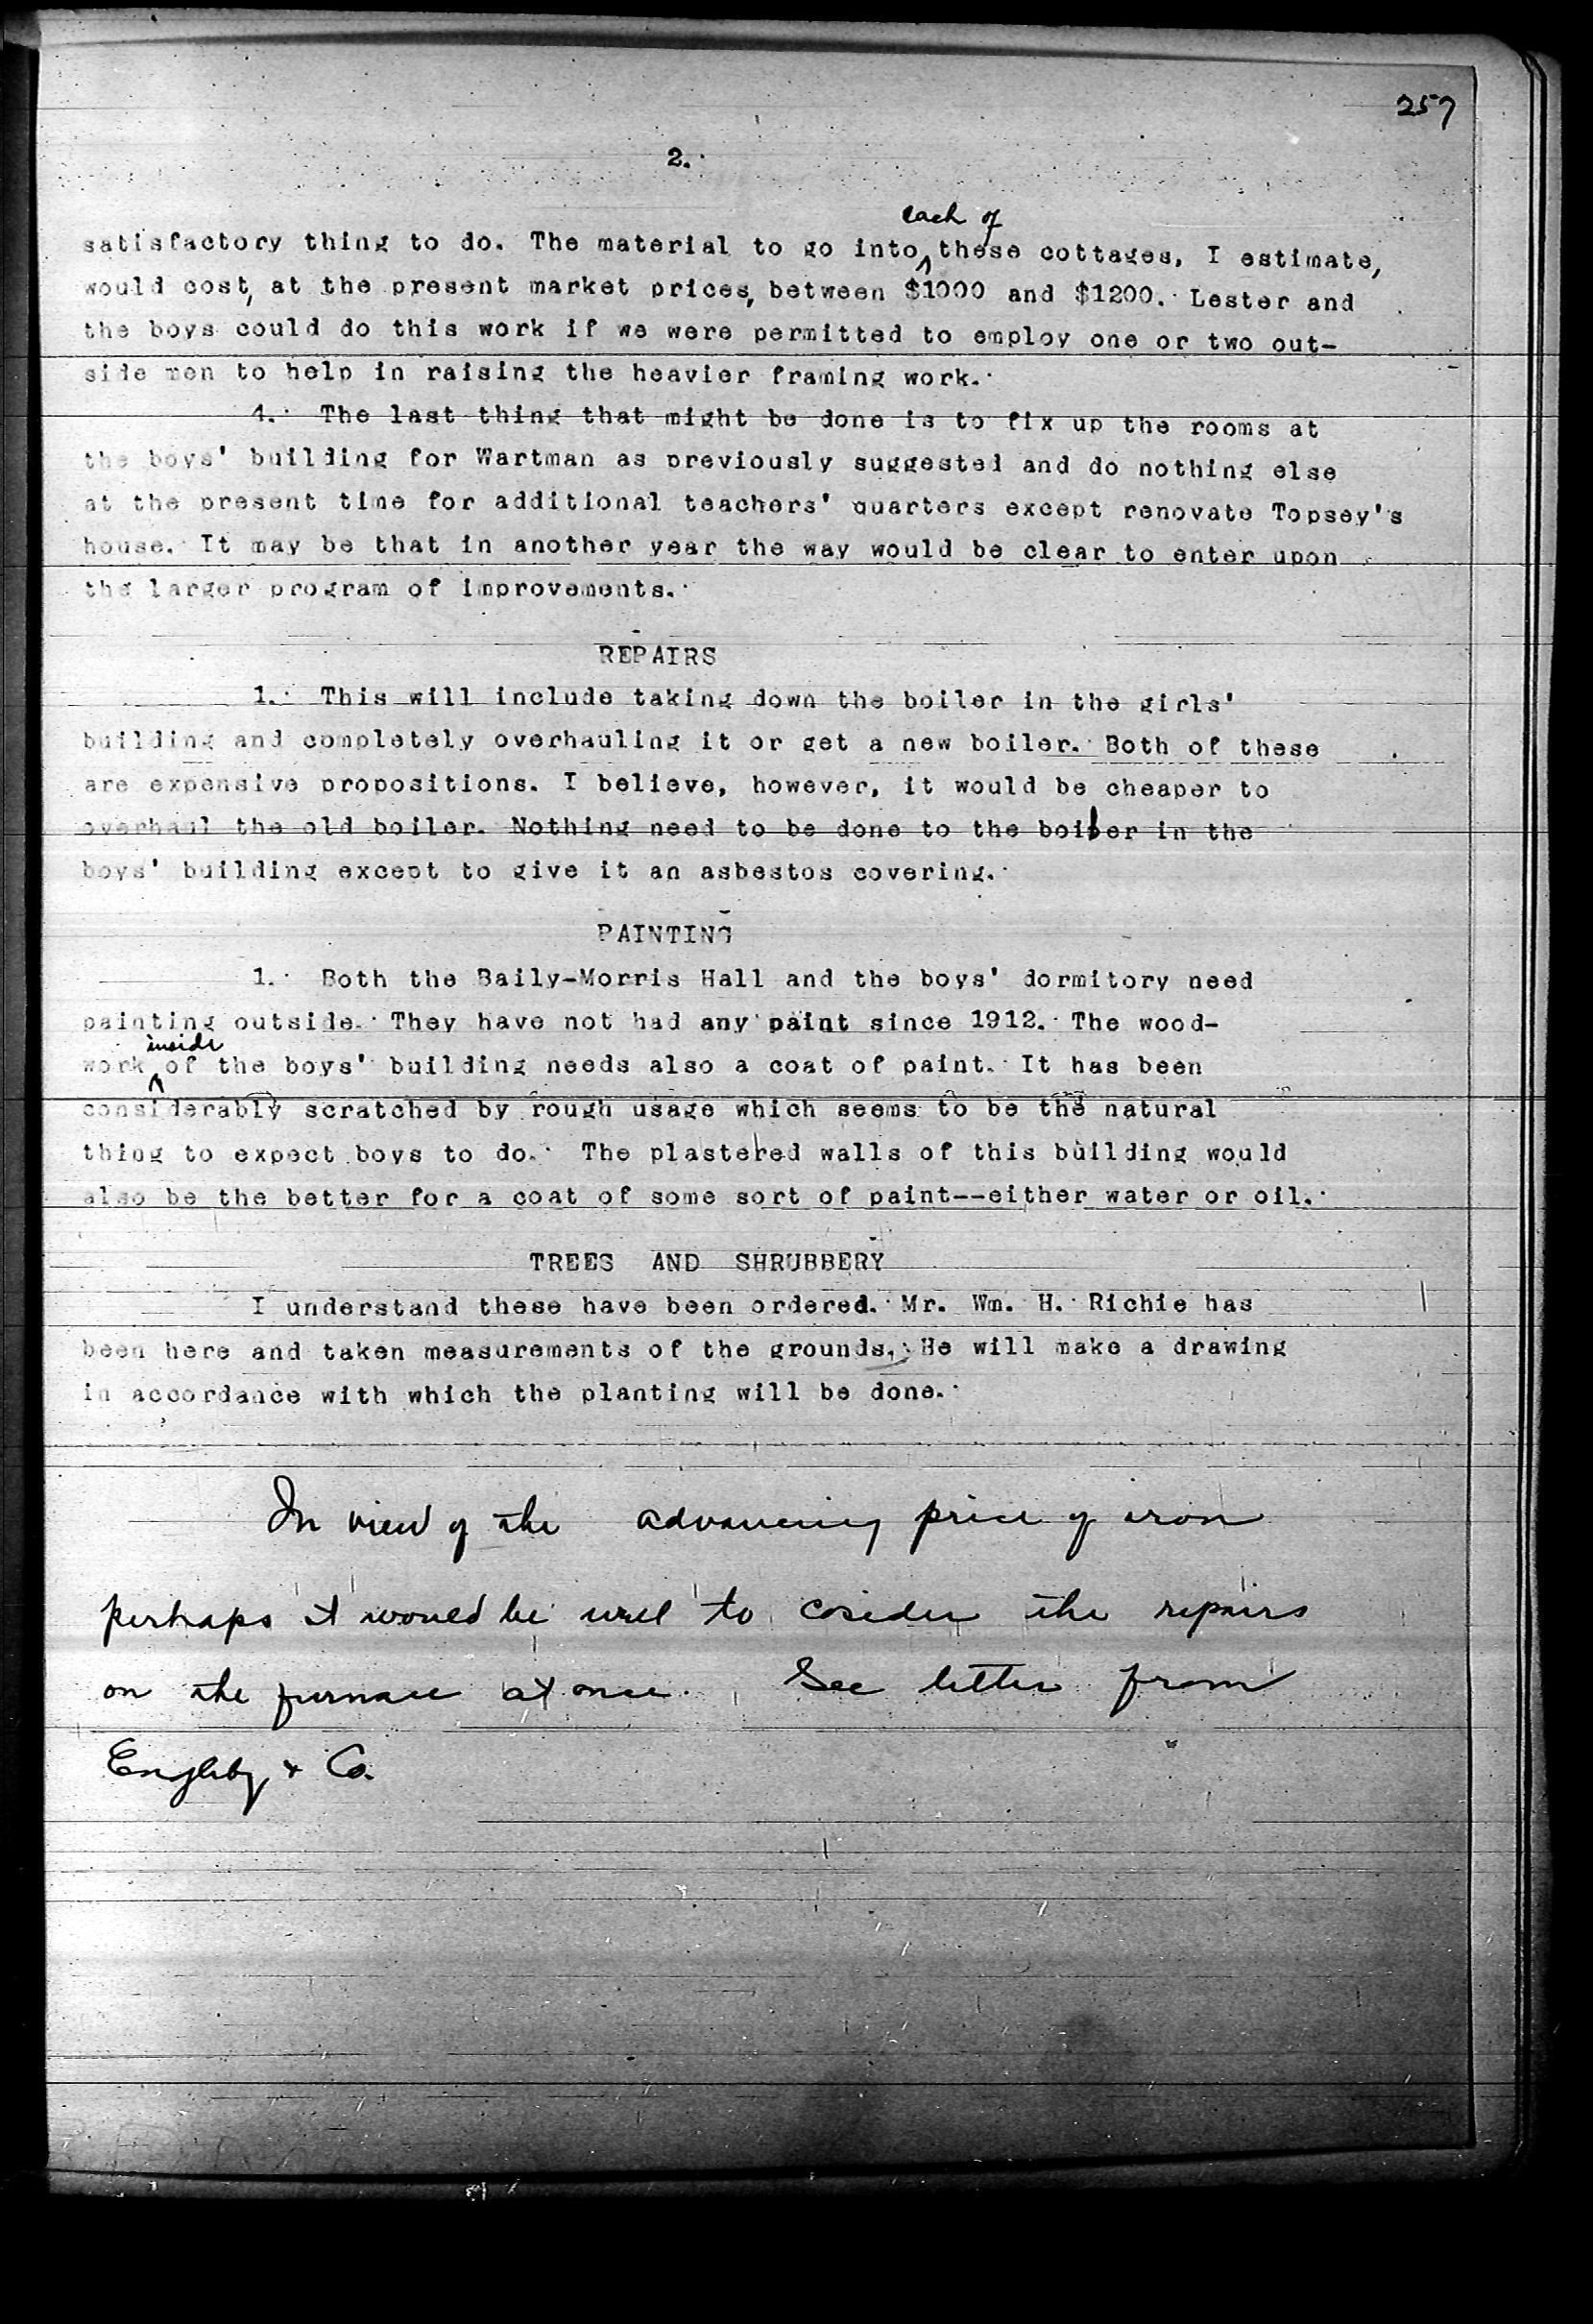 257
2.
each of
satisfactory thing to do. The material to go into these cottages, I estimate,
would cost, at the present market prices, between $1000 and $1200. Lester and
the boys could do this work if we were permitted to employ one or two out-
side men to help in raising the heavier framing work.
4. The last thing that might be done is to fix up the rooms at
the boys' building for Wartman as previously suggested and do nothing else
at the present time for additional teachers' quarters except renovate Topsey's
house. It may be that in another year the way would be clear to enter upon
the larger program of improvements.
REPAIRS
1. This will include taking down the boiler in the girls'
building and completely overhauling it or get a new boiler. Both of these
are expensive propositions. I believe, however, it would be cheaper to
overhaul the old boiler. Nothing need to be done to the boiler in the
boys' building except to give it an asbestos covering.
PAINTING
1. Both the Baily-Morris Hall and the boys' dormitory need
painting outside. They have not had any paint since 1912. The wood-
inside
work of the boys' building needs also a coat of paint. It has been
considerably scratched by rough usage which seems to be the natural
thing to expect boys to do. The plastered walls of this building would
also be the better for a coat of some sort of paint--either water or oil.
TREES AND SHRUBBERY
I understand these have been ordered. Mr. Wm. H. Richie has
been here and taken measurements of the grounds. He will make a drawing
in accordance with which the planting will be done.
In view of the advancing price of iron
perhaps it would be well to cosider the repairs
on the furnace at once. See letter from
Engleby & Co.